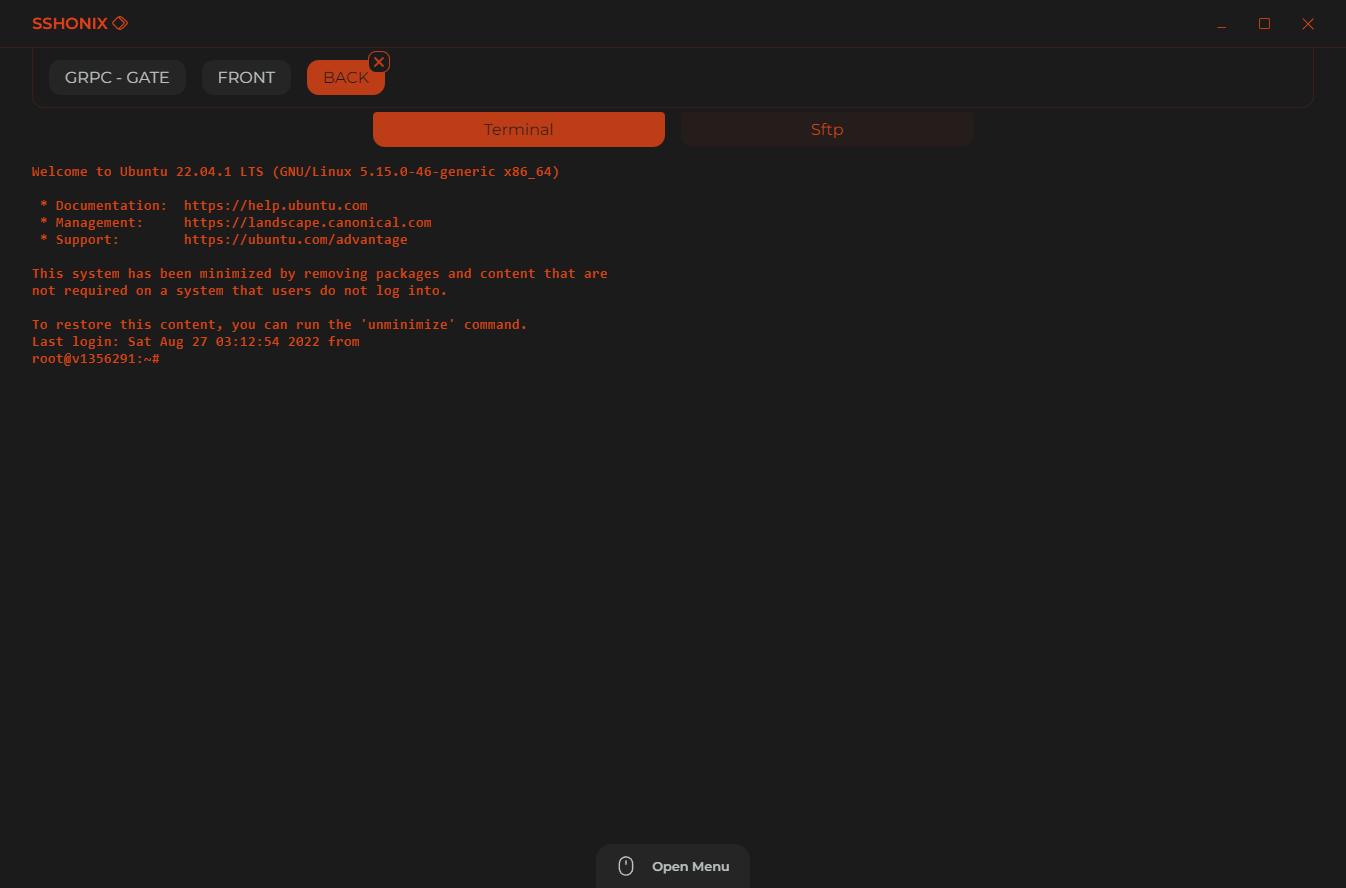 SSHONIX
GRPC - GATE FRONT BACK
Terminal Sftp
Welcome to Ubuntu 22.04.1 LTS (GNU/Linux 5.15.0-46-generic x86_64)
* Documentation: https://help.ubuntu.com
* Management: https://landscape.canonical.com
* Support: https://ubuntu.com/advantage
This system has been minimized by removing packages and content that are
not required on a system that users do not log into.
To restore this content, you can run the 'unminimize' command.
Last login: Sat Aug 27 03:12:54 2022 from
root@v1356291:~#
Open Menu